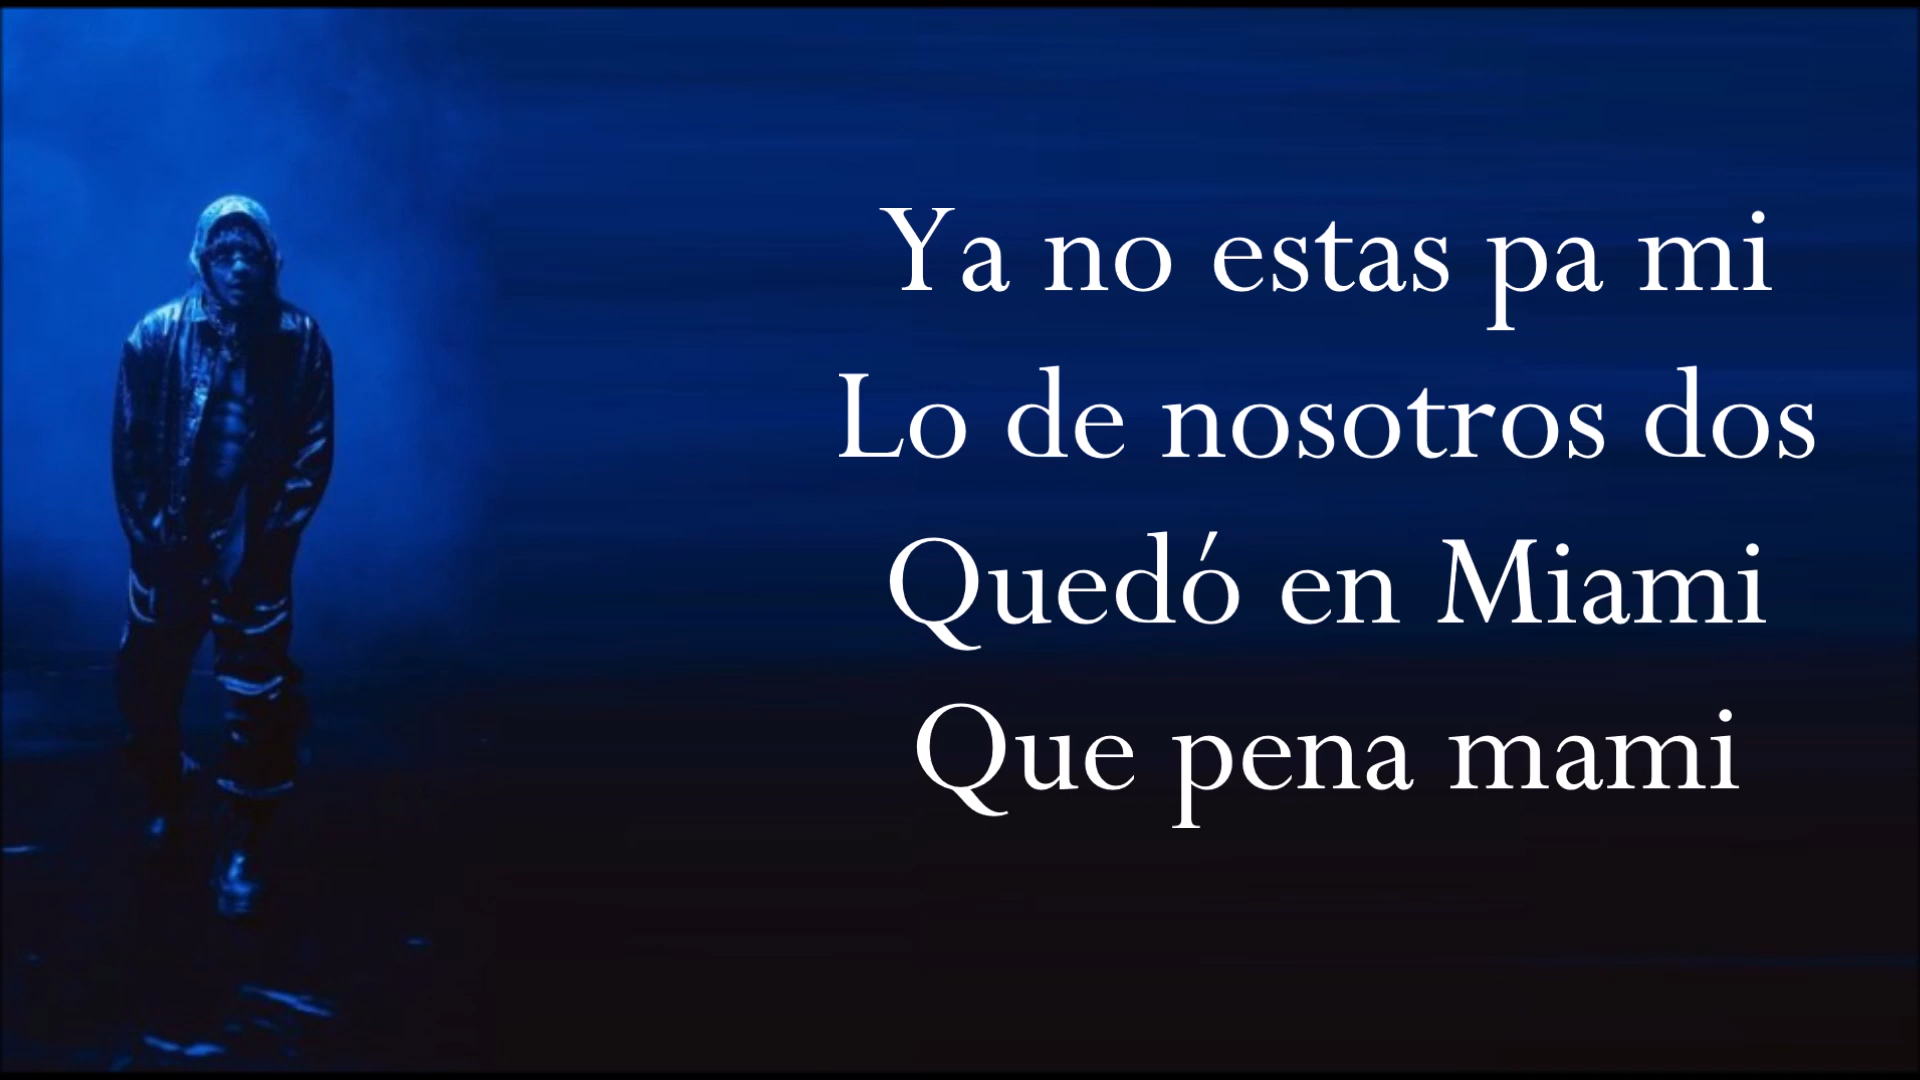 Ya no estas pa mi
Lo de nosotros dos
Quedó en Miami
Que pena mami